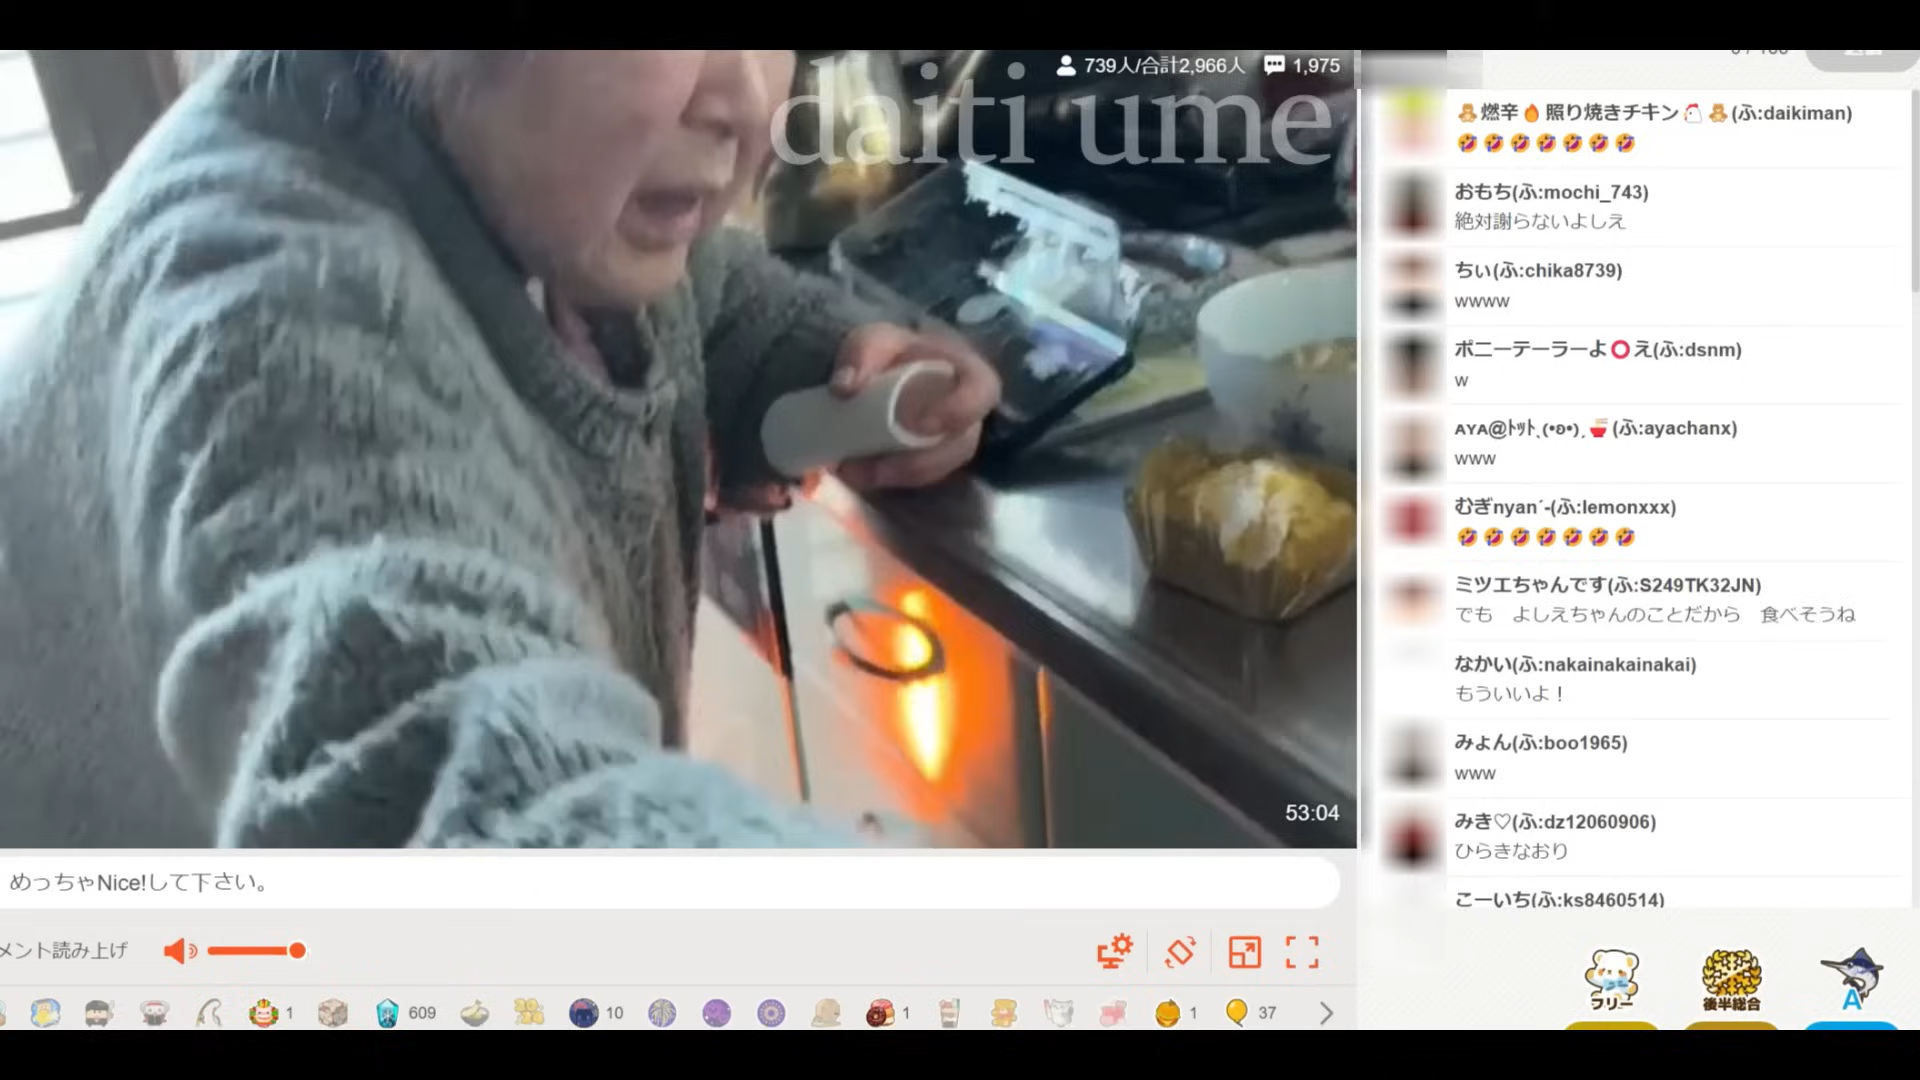 739人/合計2,966人 1,975
daiti ume
53:04
めっちゃNice!して下さい。
メント読み上げ
1
609
10
1
1
37
🧸燃辛🔥照り焼きチキン🐔🧸(ふ:daikiman)
🤣🤣🤣🤣🤣🤣🤣
おもち(ふ:mochi_743)
絶対謝らないよしえ
ちぃ(ふ:chika8739)
wwww
ポニーテーラーよ⭕え(ふ:dsnm)
w
ᴀʏᴀ@ﾄｯﾄ⸒(•ʚ•)⸒🍜(ふ:ayachanx)
www
むぎnyan´-(ふ:lemonxxx)
🤣🤣🤣🤣🤣🤣🤣
ミツエちゃんです(ふ:S249TK32JN)
でも　よしえちゃんのことだから　食べそうね
なかい(ふ:nakainakainakai)
もういいよ！
みょん(ふ:boo1965)
www
みき♡(ふ:dz12060906)
ひらきなおり
こーいち(ふ:ks8460514)
フリー
後半総合
A